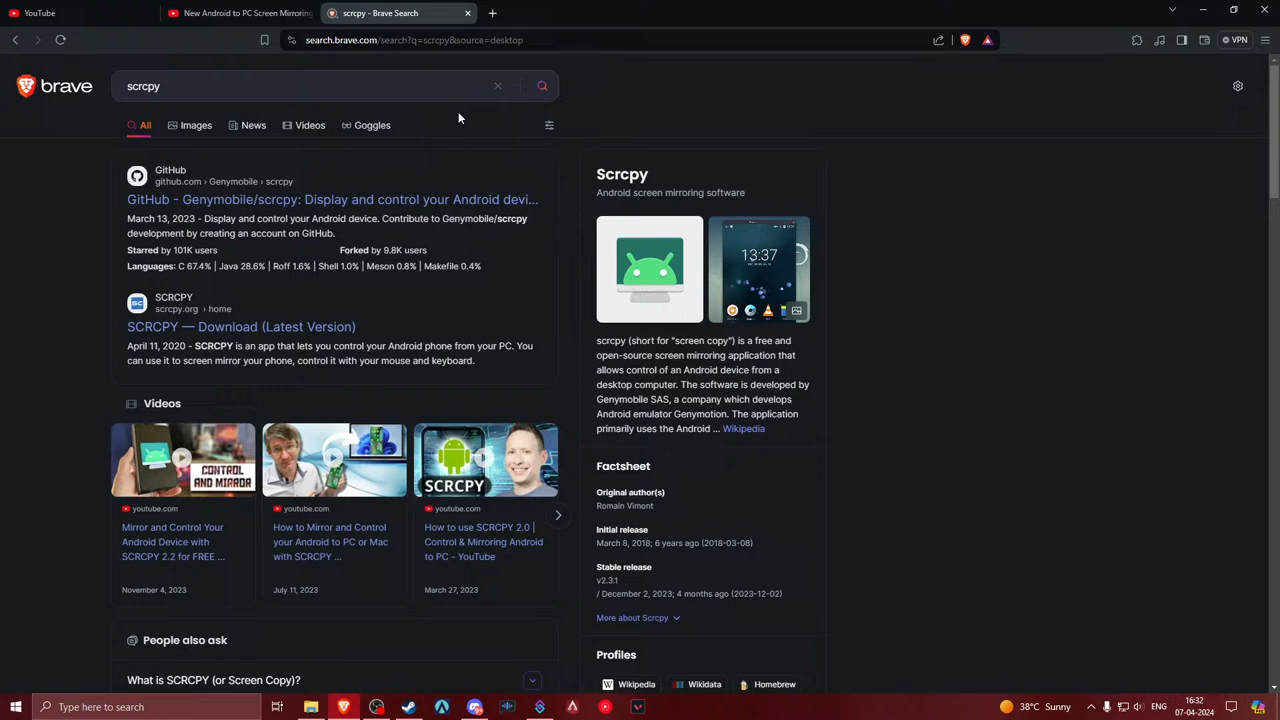 YouTube
New Android to PC Screen Mirroring
scrcpy - Brave Search
search.brave.com/search?q=scrcpy&source=desktop
VPN
brave
scrcpy
All
Images
News
Videos
Goggles
GitHub
github.com › Genymobile › scrcpy
GitHub - Genymobile/scrcpy: Display and control your Android devi...
March 13, 2023 - Display and control your Android device. Contribute to Genymobile/scrcpy
development by creating an account on GitHub.
Starred by 101K users
Forked by 9.8K users
Languages: C 67.4% | Java 28.6% | Roff 1.6% | Shell 1.0% | Meson 0.8% | Makefile 0.4%
SC
SCRCPY
scrcpy.org › home
SCRCPY — Download (Latest Version)
April 11, 2020 - SCRCPY is an app that lets you control your Android phone from your PC. You
can use it to screen mirror your phone, control it with your mouse and keyboard.
Videos
CONTROL
AND MIRROR
SCRCPY
youtube.com
Mirror and Control Your
Android Device with
SCRCPY 2.2 for FREE ...
November 4, 2023
youtube.com
How to Mirror and Control
your Android to PC or Mac
with SCRCPY ...
July 11, 2023
youtube.com
How to use SCRCPY 2.0 |
Control & Mirroring Android
to PC - YouTube
March 27, 2023
People also ask
What is SCRCPY (or Screen Copy)?
Scrcpy
Android screen mirroring software
13:37
scrcpy (short for "screen copy") is a free and
open-source screen mirroring application that
allows control of an Android device from a
desktop computer. The software is developed by
Genymobile SAS, a company which develops
Android emulator Genymotion. The application
primarily uses the Android ... Wikipedia
Factsheet
Original author(s)
Romain Vimont
Initial release
March 8, 2018; 6 years ago (2018-03-08)
Stable release
v2.3.1
/ December 2, 2023; 4 months ago (2023-12-02)
More about Scrcpy
Profiles
W Wikipedia
Wikidata
Homebrew
Type here to search
38°C Sunny
16:32
07-04-2024